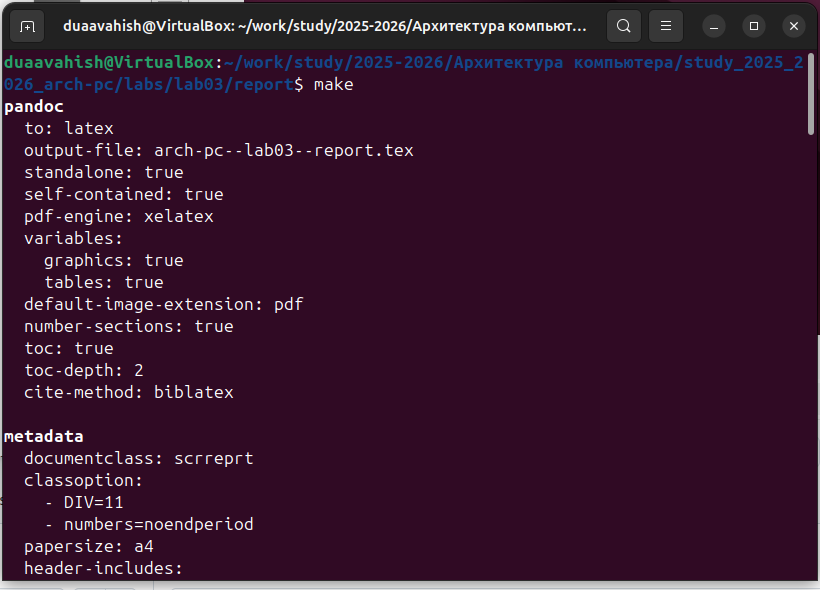 duaavahish@VirtualBox: ~/work/study/2025-2026/Архитектура компьют...
duaavahish@VirtualBox:~/work/study/2025-2026/Архитектура компьютера/study_2025_2
026_arch-pc/labs/lab03/report$ make
pandoc
  to: latex
  output-file: arch-pc--lab03--report.tex
  standalone: true
  self-contained: true
  pdf-engine: xelatex
  variables:
    graphics: true
    tables: true
  default-image-extension: pdf
  number-sections: true
  toc: true
  toc-depth: 2
  cite-method: biblatex

metadata
  documentclass: scrreprt
  classoption:
    - DIV=11
    - numbers=noendperiod
  papersize: a4
  header-includes: